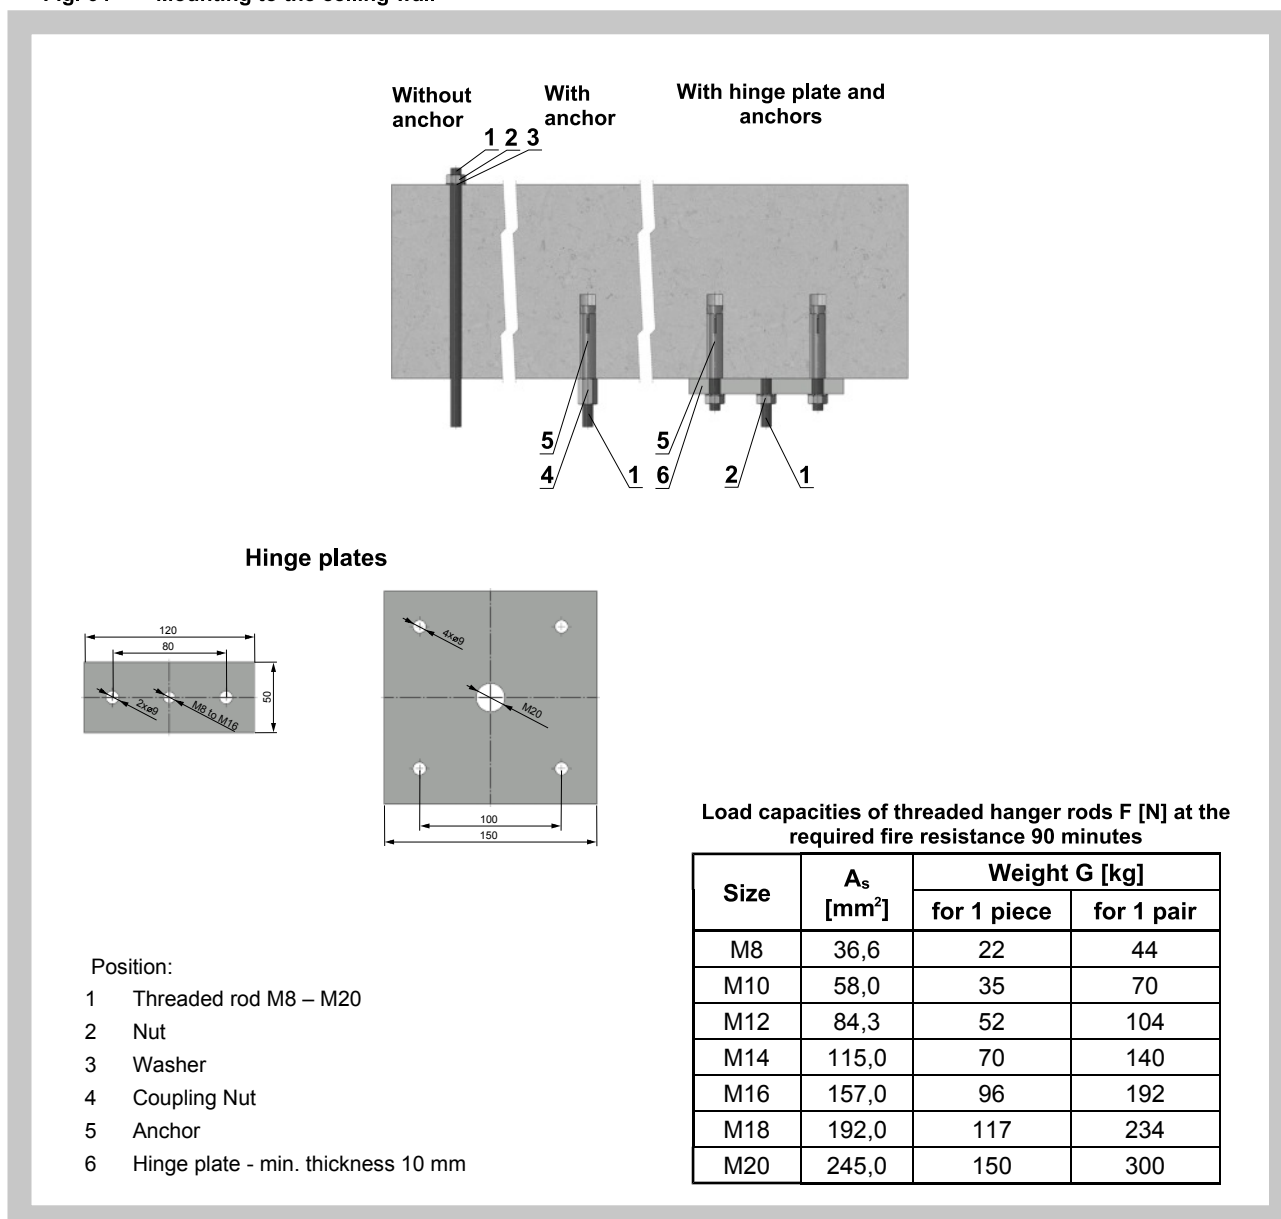 Without
anchor
With
anchor
With hinge plate and
anchors
1 2 3
5
4
1
5
6
2
1
Hinge plates
120
80
50
2xø9
M8 to M16
4xø9
M20
100
150
Load capacities of threaded hanger rods F [N] at the
required fire resistance 90 minutes
Size As [mm²] Weight G [kg]
for 1 piece for 1 pair
M8 36,6 22 44
M10 58,0 35 70
M12 84,3 52 104
M14 115,0 70 140
M16 157,0 96 192
M18 192,0 117 234
M20 245,0 150 300
Position:
1 Threaded rod M8 – M20
2 Nut
3 Washer
4 Coupling Nut
5 Anchor
6 Hinge plate - min. thickness 10 mm